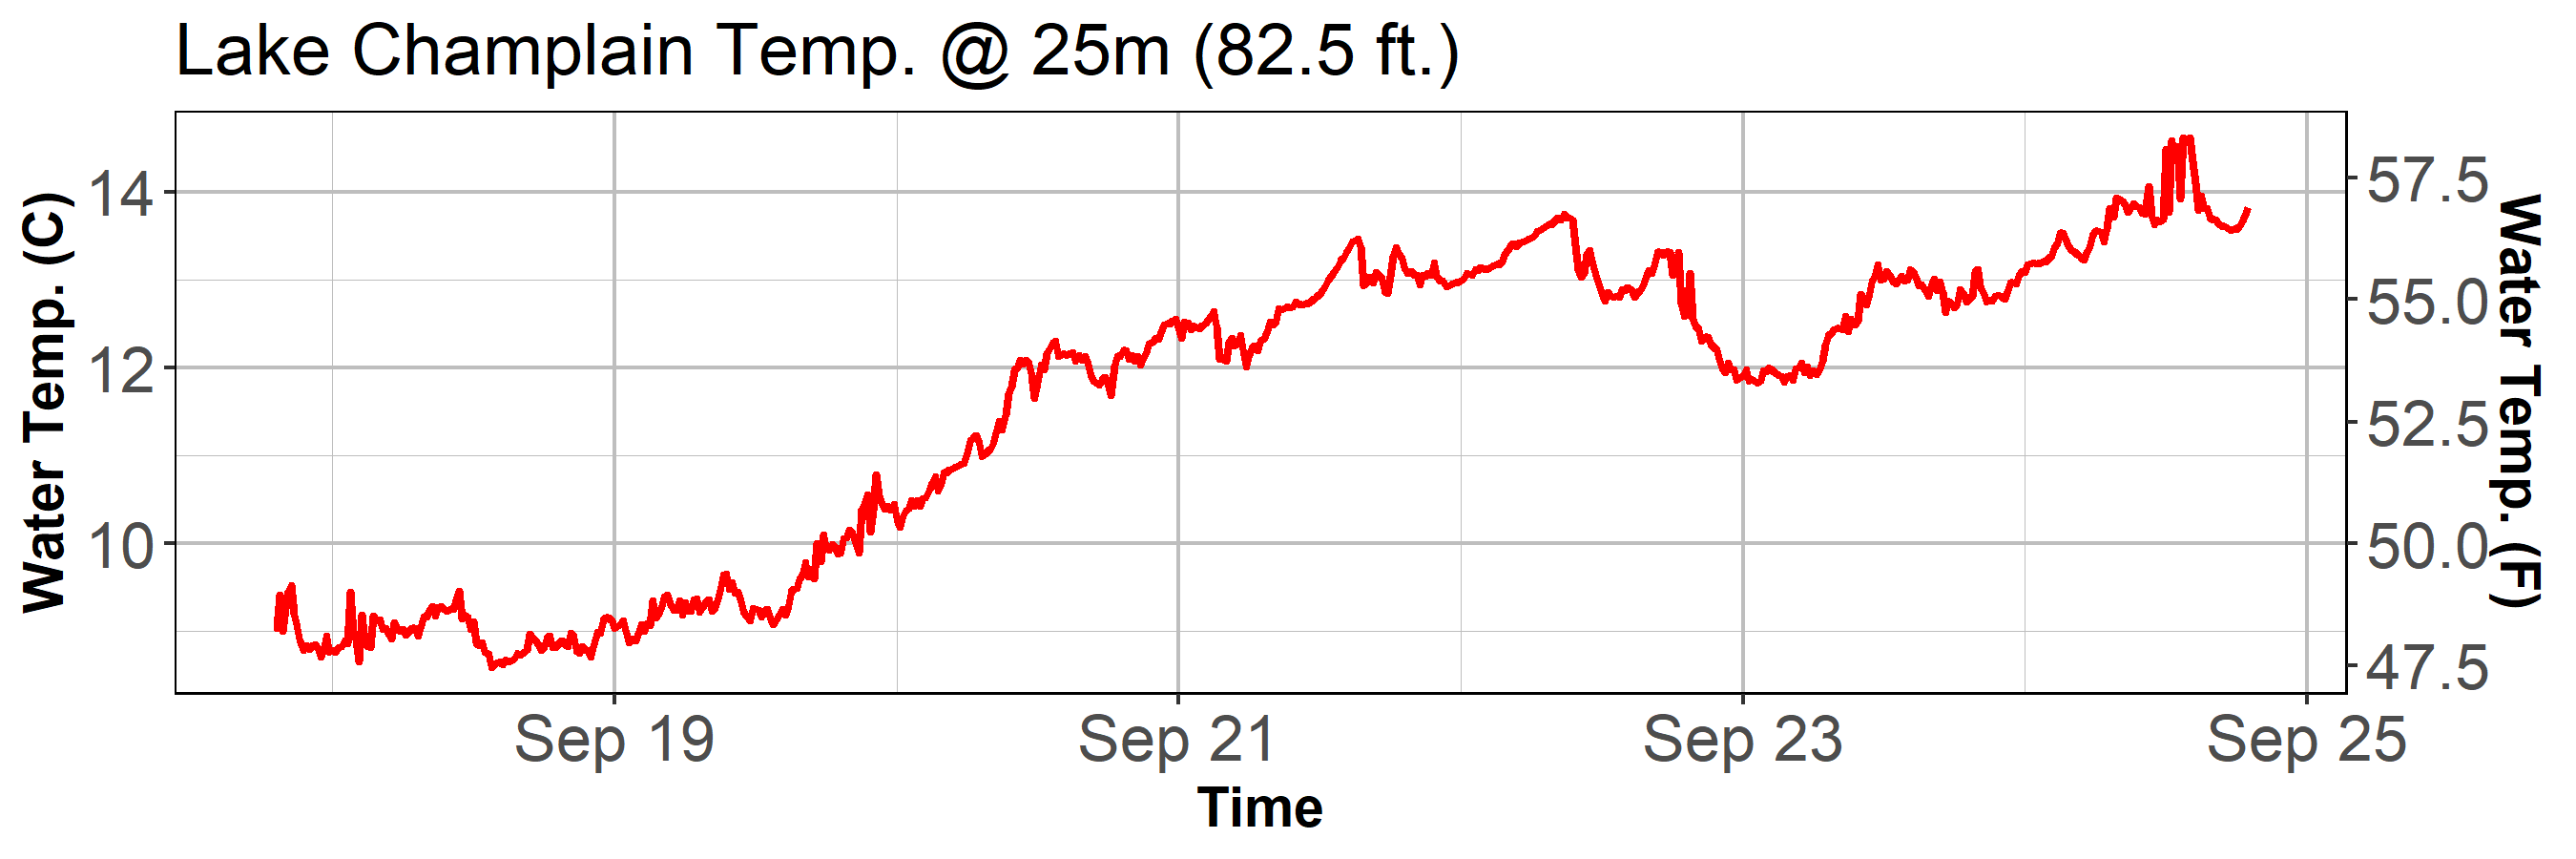 Lake Champlain Temp. @ 25m (82.5 ft.)
Water Temp. (C)
14
12
10
57.5
55.0
52.5
50.0
47.5
Water Temp. (F)
Sep 19
Sep 21
Sep 23
Sep 25
Time